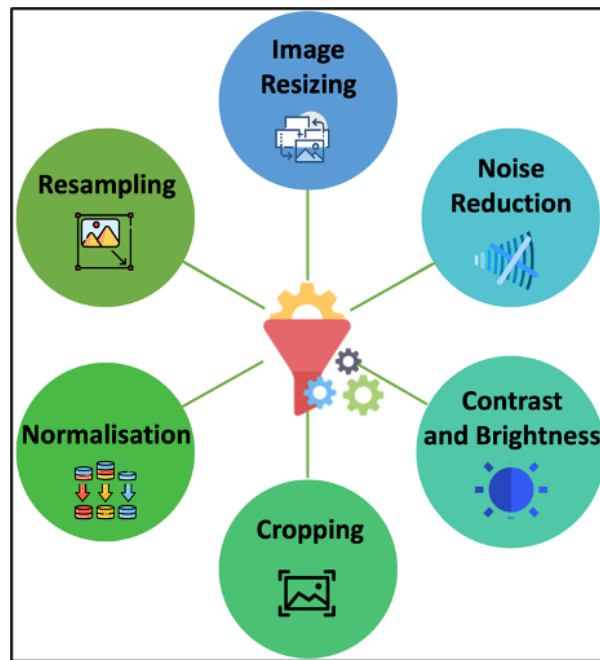 Image
Resizing
Noise
Reduction
Contrast
and Brightness
Cropping
Normalisation
Resampling